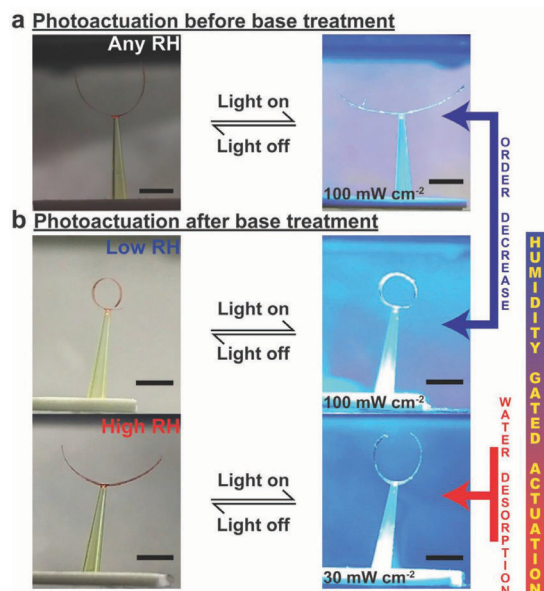 a Photoactuation before base treatment
Any RH
Light on
Light off
100 mW cm⁻²
b Photoactuation after base treatment
Low RH
Light on
Light off
100 mW cm⁻²
High RH
Light on
Light off
30 mW cm⁻²
ORDER DECREASE
WATER DESORPTION
HUMIDITY GATED ACTUATION